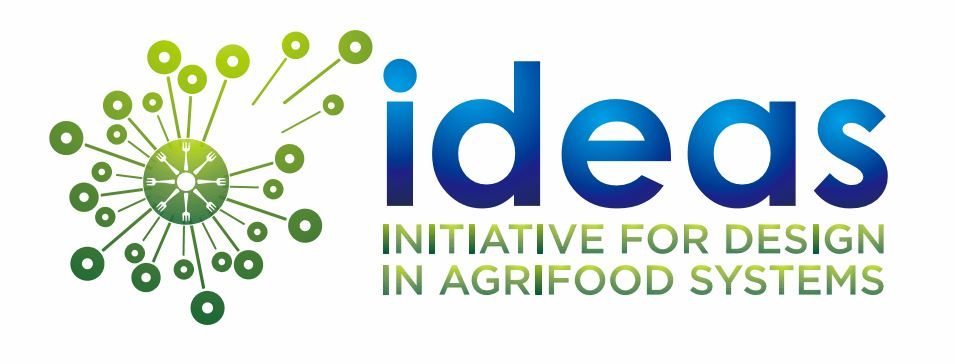 ideas
INITIATIVE FOR DESIGN
IN AGRIFOOD SYSTEMS